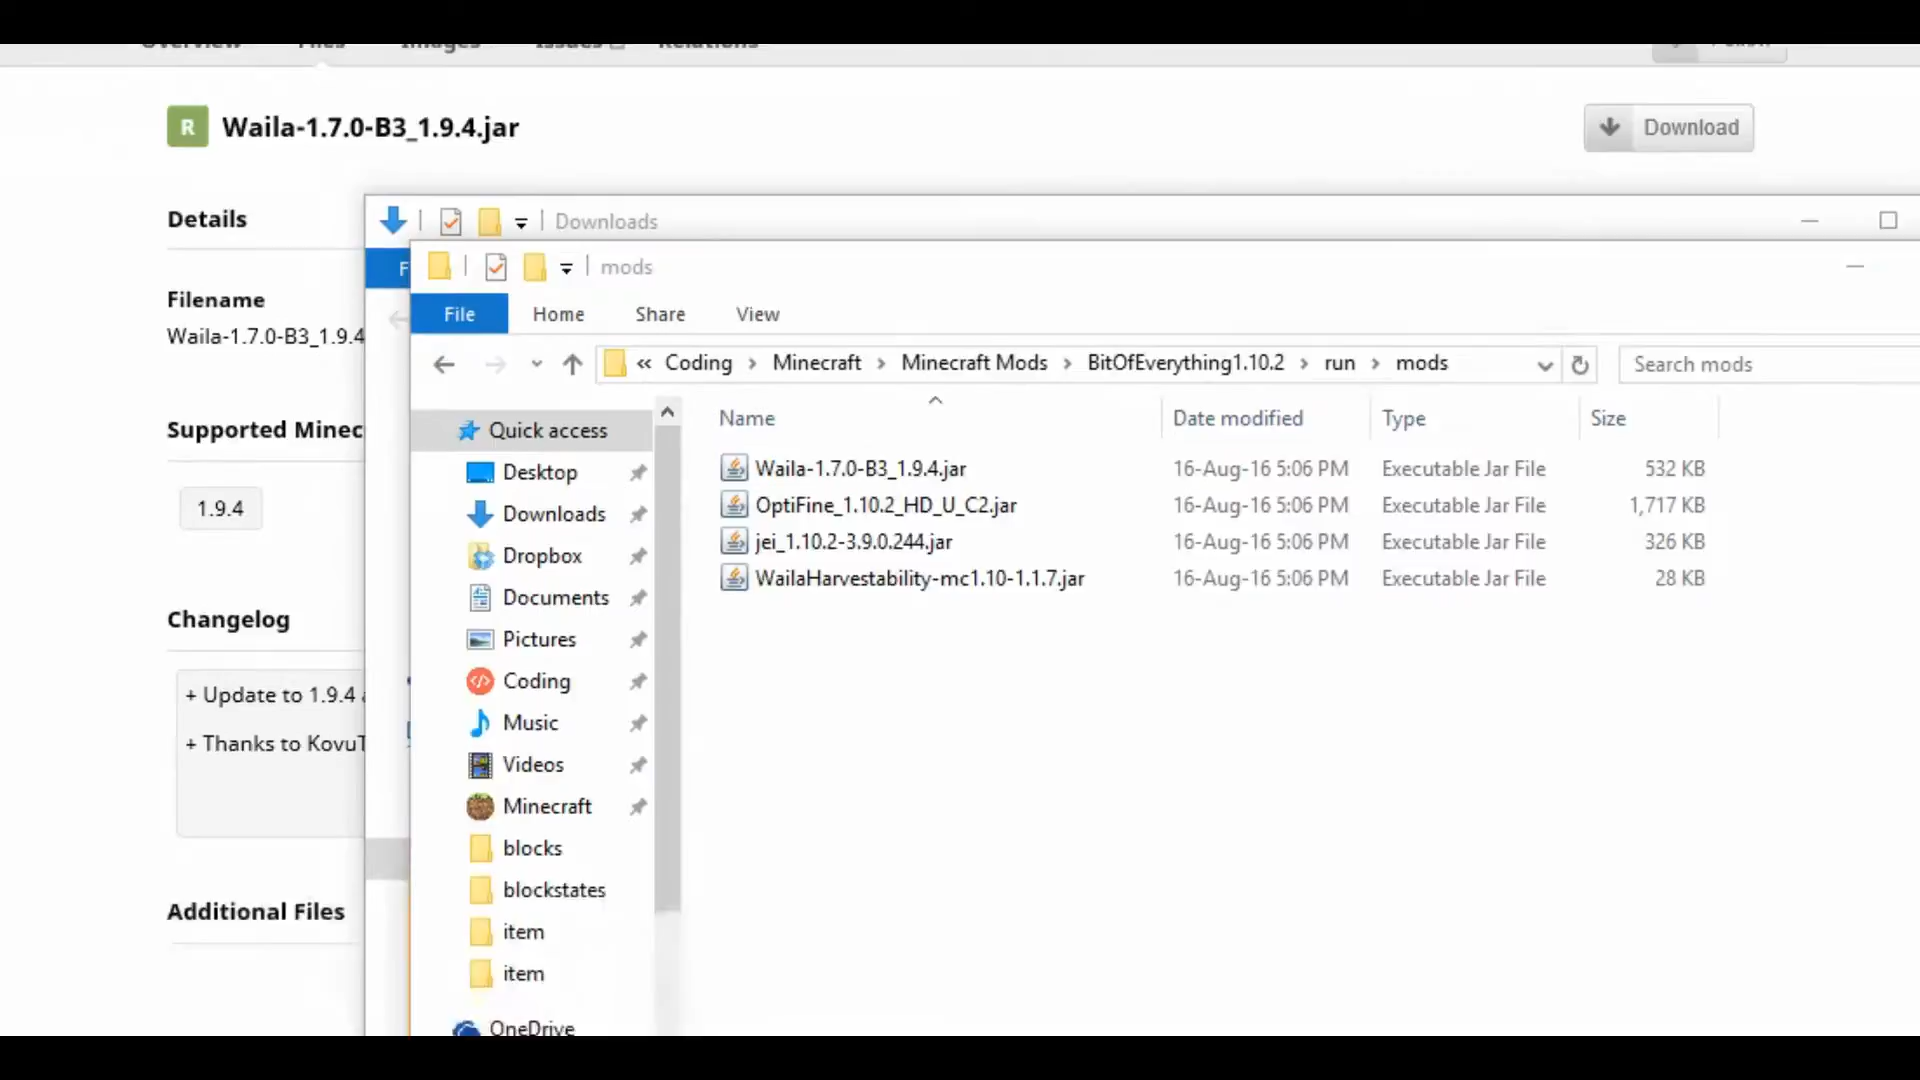 Overview Files Images Issues Relations
R Waila-1.7.0-B3_1.9.4.jar Download
Details
Filename
Waila-1.7.0-B3_1.9.4
Supported Minec
1.9.4
Changelog
+ Update to 1.9.4
+ Thanks to KovuT
Additional Files
Downloads
F
mods
File Home Share View
« Coding > Minecraft > Minecraft Mods > BitOfEverything1.10.2 > run > mods
Search mods
Name Date modified Type Size
Waila-1.7.0-B3_1.9.4.jar 16-Aug-16 5:06 PM Executable Jar File 532 KB
OptiFine_1.10.2_HD_U_C2.jar 16-Aug-16 5:06 PM Executable Jar File 1,717 KB
jei_1.10.2-3.9.0.244.jar 16-Aug-16 5:06 PM Executable Jar File 326 KB
WailaHarvestability-mc1.10-1.1.7.jar 16-Aug-16 5:06 PM Executable Jar File 28 KB
Quick access
Desktop
Downloads
Dropbox
Documents
Pictures
Coding
Music
Videos
Minecraft
blocks
blockstates
item
item
OneDrive